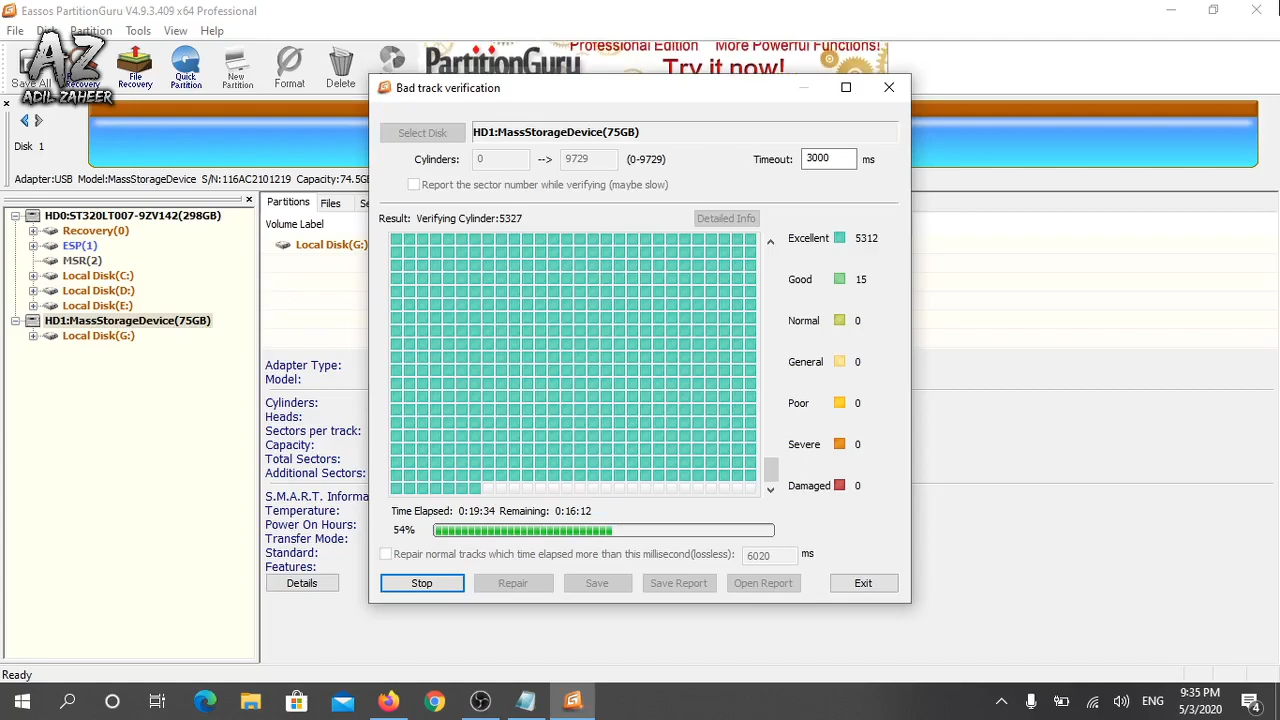 Eassos PartitionGuru V4.9.3.409 x64 Professional
File Disk Partition Tools View Help
Save All Recovery File Recovery Quick Partition New Partition Format Delete
PartitionGuru
Professional Edition More Powerful Functions!
Try it now!
AZ
ADIL-ZAHEER
Disk 1
Adapter:USB Model:MassStorageDevice S/N:116AC2101219 Capacity:74.5G
HD0:ST320LT007-9ZV142(298GB)
Recovery(0)
ESP(1)
MSR(2)
Local Disk(C:)
Local Disk(D:)
Local Disk(E:)
HD1:MassStorageDevice(75GB)
Local Disk(G:)
Partitions Files Se
Volume Label
Local Disk(G:)
Adapter Type:
Model:
Cylinders:
Heads:
Sectors per track:
Capacity:
Total Sectors:
Additional Sectors:
S.M.A.R.T. Informa
Temperature:
Power On Hours:
Transfer Mode:
Standard:
Features:
Details
Bad track verification
Select Disk HD1:MassStorageDevice(75GB)
Cylinders: 0 --> 9729 (0-9729) Timeout: 3000 ms
Report the sector number while verifying (maybe slow)
Result: Verifying Cylinder:5327 Detailed Info
Excellent 5312
Good 15
Normal 0
General 0
Poor 0
Severe 0
Damaged 0
Time Elapsed: 0:19:34 Remaining: 0:16:12
54%
Repair normal tracks which time elapsed more than this millisecond(lossless): 6020 ms
Stop Repair Save Save Report Open Report Exit
Ready
ENG 9:35 PM
5/3/2020
4